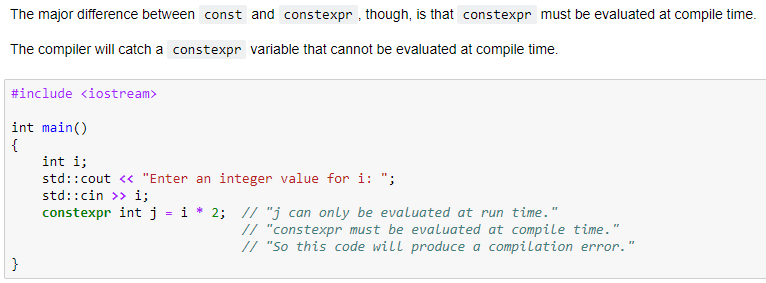 The major difference between const and constexpr , though, is that constexpr must be evaluated at compile time.
The compiler will catch a constexpr variable that cannot be evaluated at compile time.
#include <iostream>
int main()
{
    int i;
    std::cout << "Enter an integer value for i: ";
    std::cin >> i;
    constexpr int j = i * 2;  // "j can only be evaluated at run time."
                              // "constexpr must be evaluated at compile time."
                              // "So this code will produce a compilation error."
}